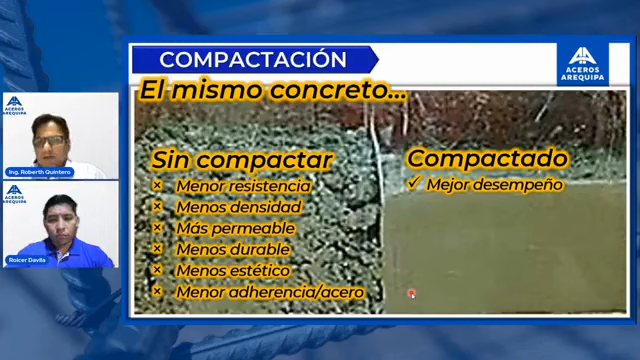 COMPACTACIÓN
ACEROS
AREQUIPA
El mismo concreto...
Sin compactar
× Menor resistencia
× Menos densidad
× Más permeable
× Menos durable
× Menos estético
× Menor adherencia/acero
Compactado
✓ Mejor desempeño
ACEROS
AREQUIPA
Ing. Roberth Quintero
ACEROS
AREQUIPA
Roicer Davila